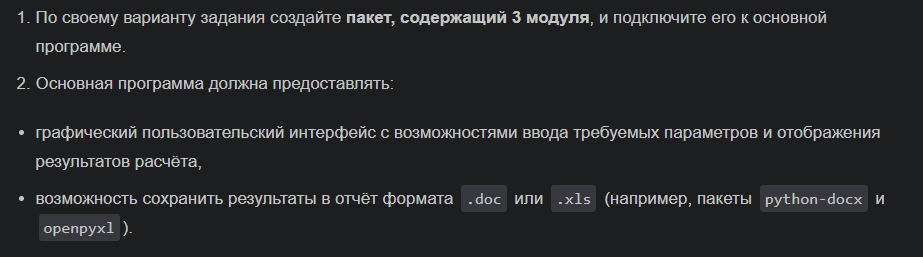 1. По своему варианту задания создайте пакет, содержащий 3 модуля, и подключите его к основной
программе.
2. Основная программа должна предоставлять:
• графический пользовательский интерфейс с возможностями ввода требуемых параметров и отображения
результатов расчёта,
• возможность сохранить результаты в отчёт формата .doc или .xls (например, пакеты python-docx и
openpyxl ).